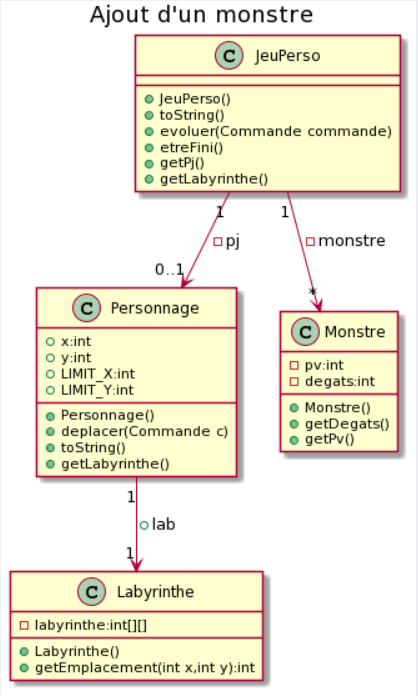 Ajout d'un monstre
C JeuPerso
JeuPerso()
toString()
evoluer(Commande commande)
etreFini()
getPj()
getLabyrinthe()
1 1
pj monstre
0..1 *
C Personnage
x:int
y:int
LIMIT_X:int
LIMIT_Y:int
Personnage()
deplacer(Commande c)
toString()
getLabyrinthe()
C Monstre
pv:int
degats:int
Monstre()
getDegats()
getPv()
1
lab
1
C Labyrinthe
labyrinthe:int[][]
Labyrinthe()
getEmplacement(int x,int y):int